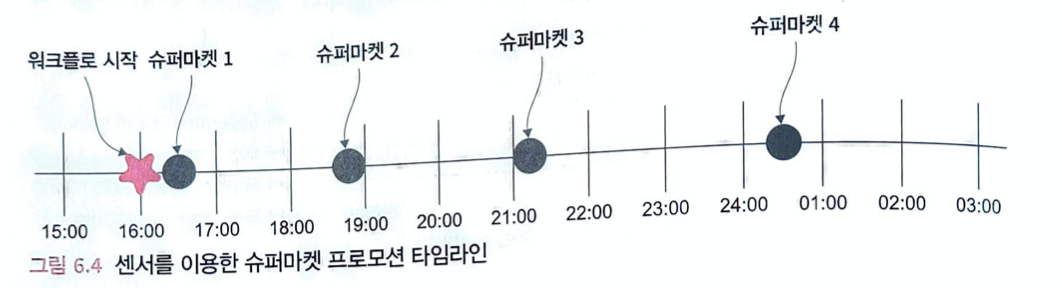 워크플로 시작 슈퍼마켓 1 슈퍼마켓 2 슈퍼마켓 3 슈퍼마켓 4
15:00 16:00 17:00 18:00 19:00 20:00 21:00 22:00 23:00 24:00 01:00 02:00 03:00
그림 6.4 센서를 이용한 슈퍼마켓 프로모션 타임라인